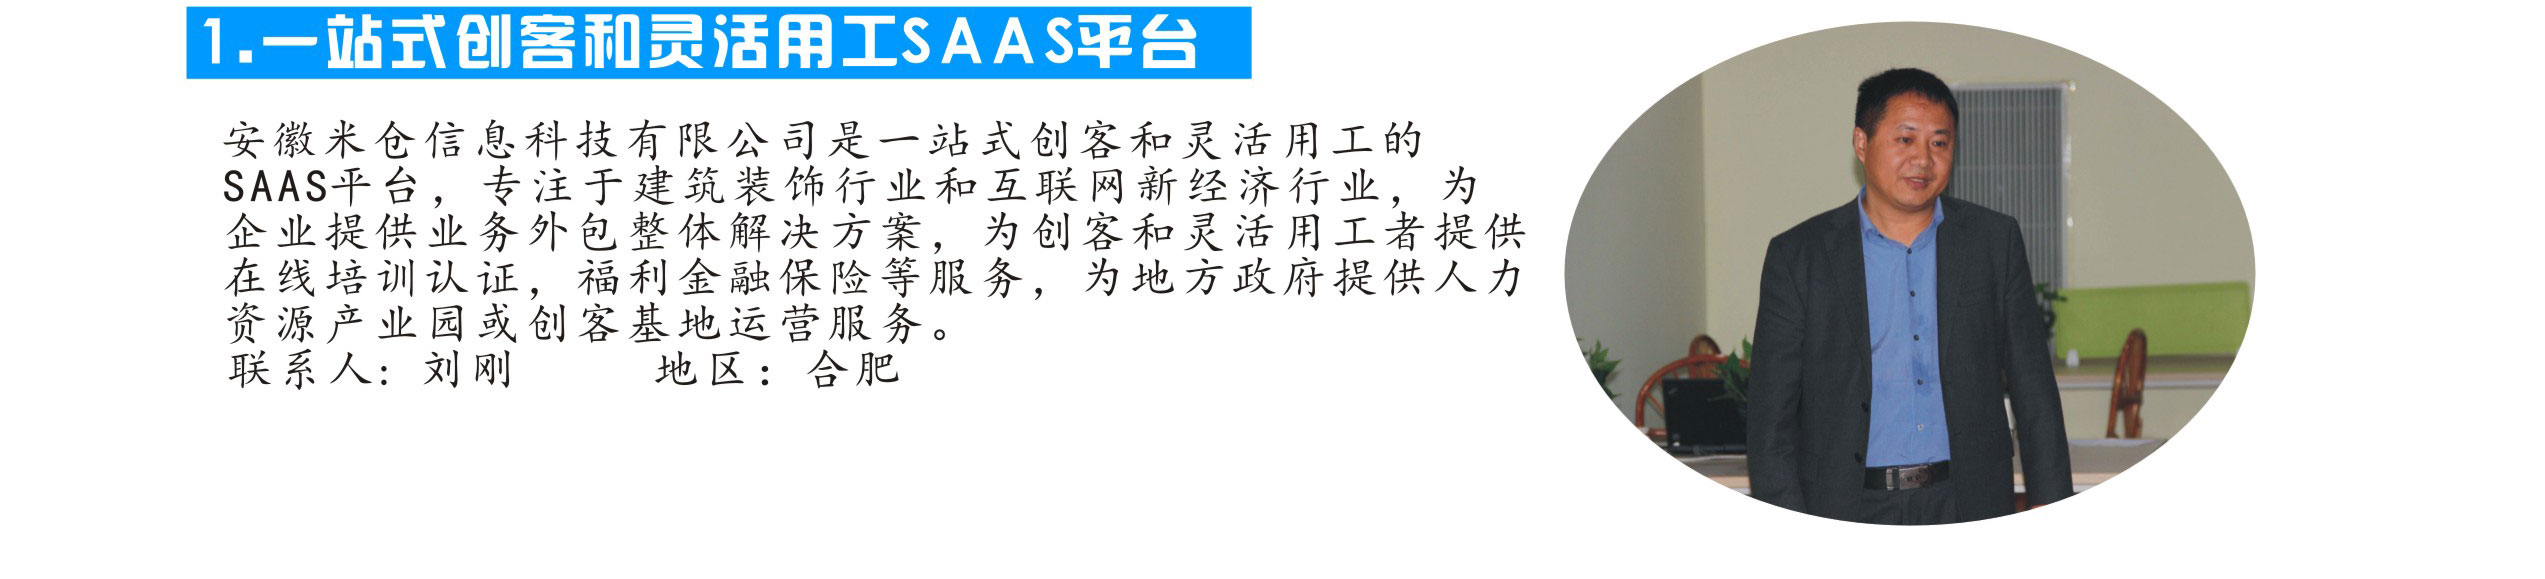 1.一站式创客和灵活用工SAAS平台
安徽米仓信息科技有限公司是一站式创客和灵活用工的
SAAS平台，专注于建筑装饰行业和互联网新经济行业，为
企业提供业务外包整体解决方案，为创客和灵活用工者提供
在线培训认证，福利金融保险等服务，为地方政府提供人力
资源产业园或创客基地运营服务。
联系人：刘刚 地区：合肥